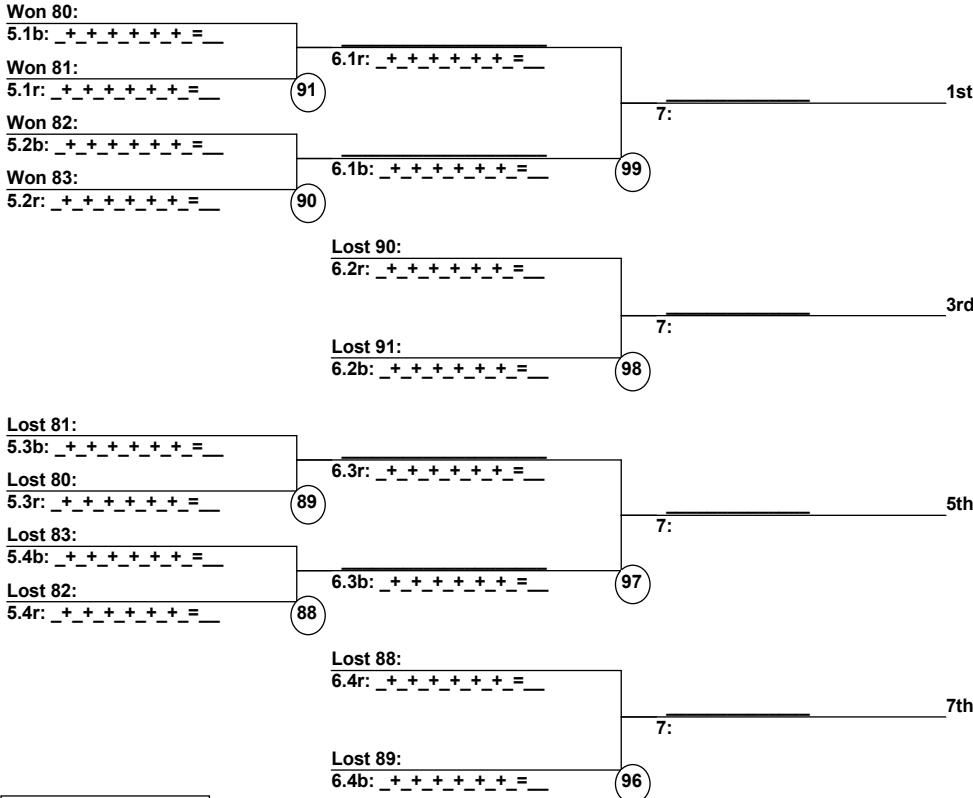 Won 80:
5.1b: _+_+_+_+_+_=__
6.1r: _+_+_+_+_+_=__
Won 81:
5.1r: _+_+_+_+_+_=__
91
1st
7:
Won 82:
5.2b: _+_+_+_+_+_=__
6.1b: _+_+_+_+_+_=__
99
Won 83:
5.2r: _+_+_+_+_+_=__
90
Lost 90:
6.2r: _+_+_+_+_+_=__
3rd
7:
Lost 91:
6.2b: _+_+_+_+_+_=__
98
Lost 81:
5.3b: _+_+_+_+_+_=__
6.3r: _+_+_+_+_+_=__
Lost 80:
5.3r: _+_+_+_+_+_=__
89
5th
7:
Lost 83:
5.4b: _+_+_+_+_+_=__
6.3b: _+_+_+_+_+_=__
97
Lost 82:
5.4r: _+_+_+_+_+_=__
88
Lost 88:
6.4r: _+_+_+_+_+_=__
7th
7:
Lost 89:
6.4b: _+_+_+_+_+_=__
96